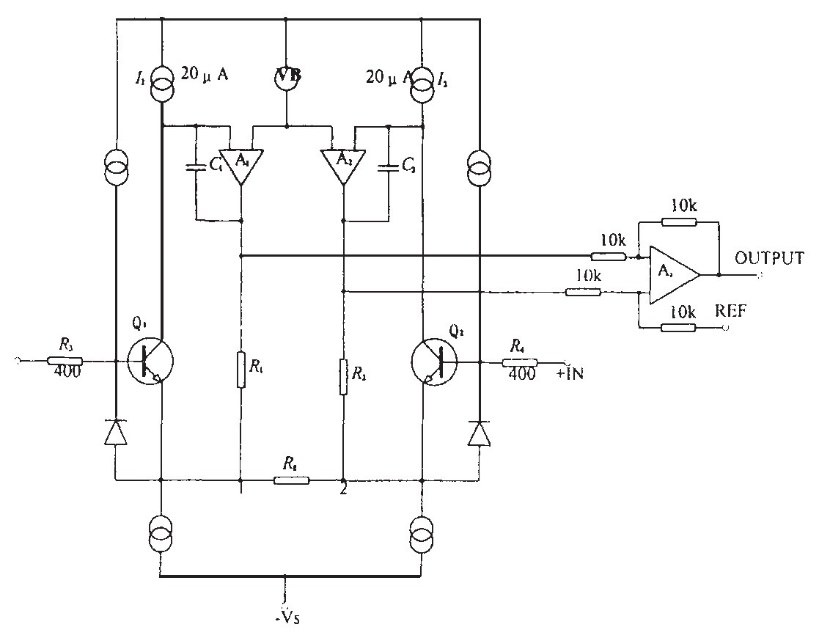 I₁ 20 μ A VB 20 μ A I₂
C₁ A₁ A₂ C₂
10k
10k A₃ OUTPUT
10k
10k REF
Q₁ Q₂
R₃ R₁ R₂ R₄
400 400 +IN
R₆
1 2
-Vs